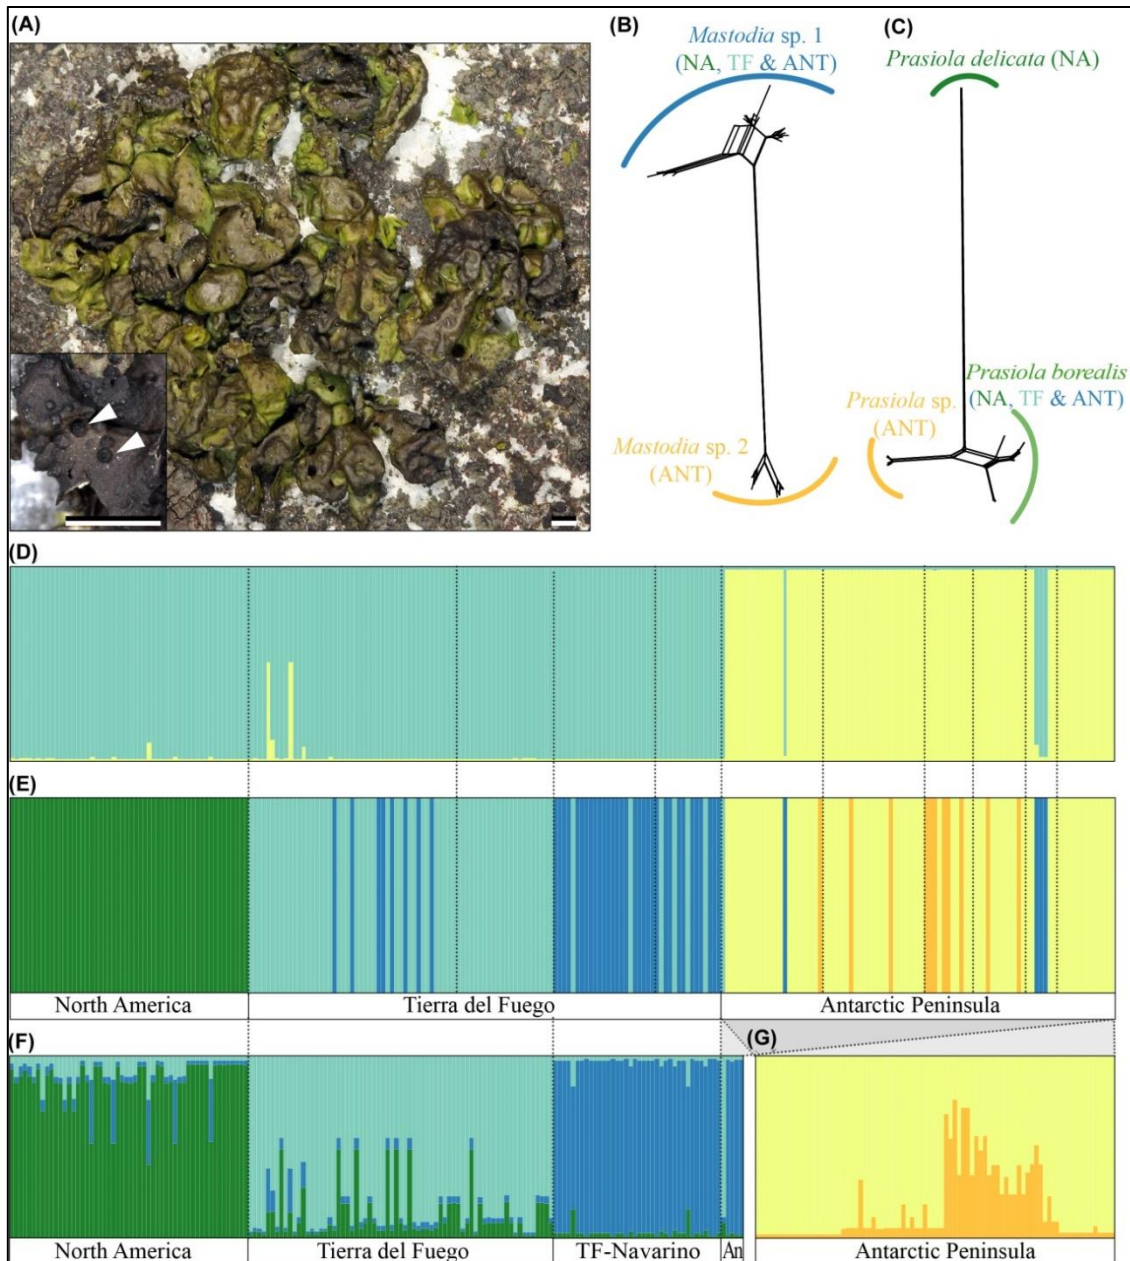 (A)
(B)
Mastodia sp. 1
(NA, TF & ANT)
(C)
Prasiola delicata (NA)
Prasiola borealis
(NA, TF & ANT)
Prasiola sp.
(ANT)
Mastodia sp. 2
(ANT)
(D)
(E)
North America
Tierra del Fuego
Antarctic Peninsula
(F)
(G)
North America
Tierra del Fuego
TF-Navarino
An
Antarctic Peninsula